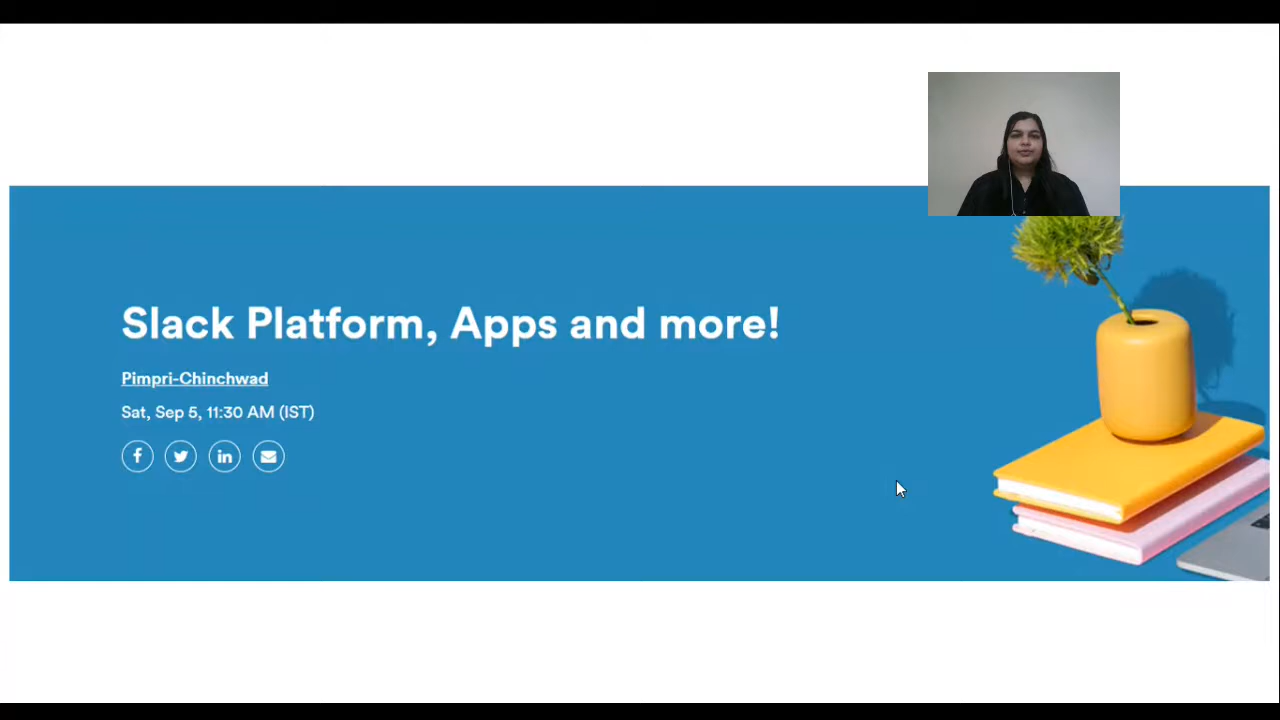 Slack Platform, Apps and more!
Pimpri-Chinchwad
Sat, Sep 5, 11:30 AM (IST)